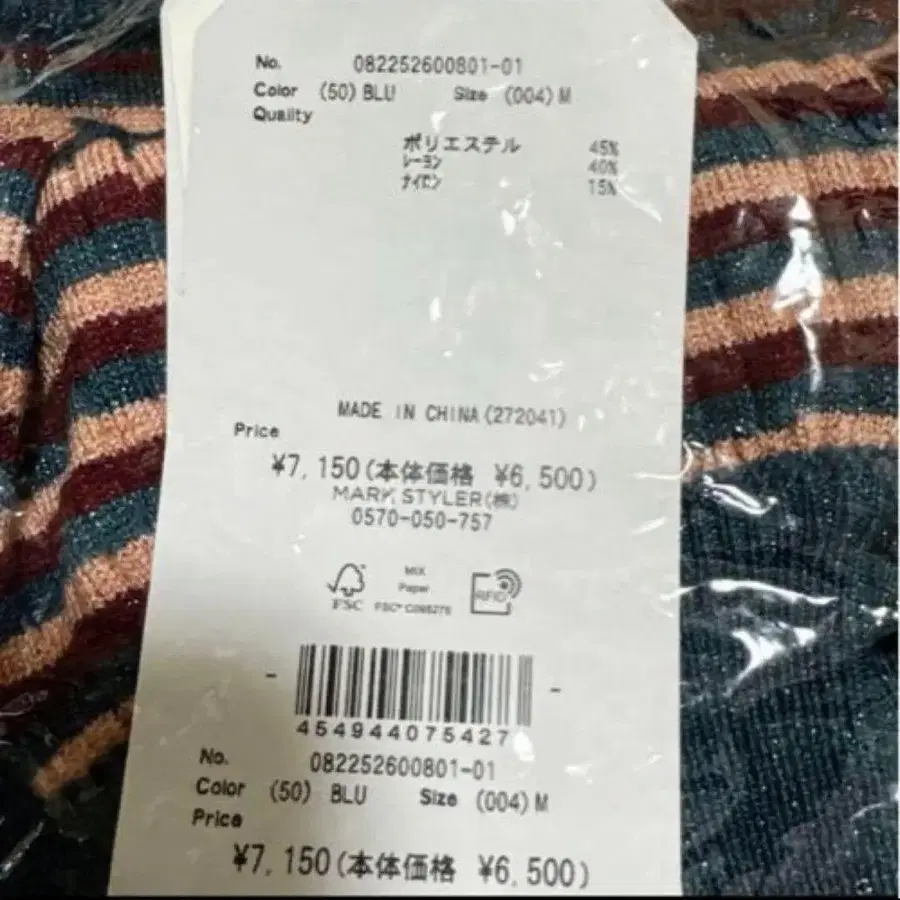 No. 082252600801-01
Color (50) BLU Size (004) M
Quality
ポリエステル 45%
レーヨン 40%
ナイロン 15%
MADE IN CHINA (272041)
Price
¥7,150(本体価格 ¥6,500)
MARK STYLER(株)
0570-050-757
FSC
MIX
Paper
FSC® C095275
RFID
454944075427
No. 082252600801-01
Color (50) BLU Size (004) M
Price
¥7,150(本体価格 ¥6,500)